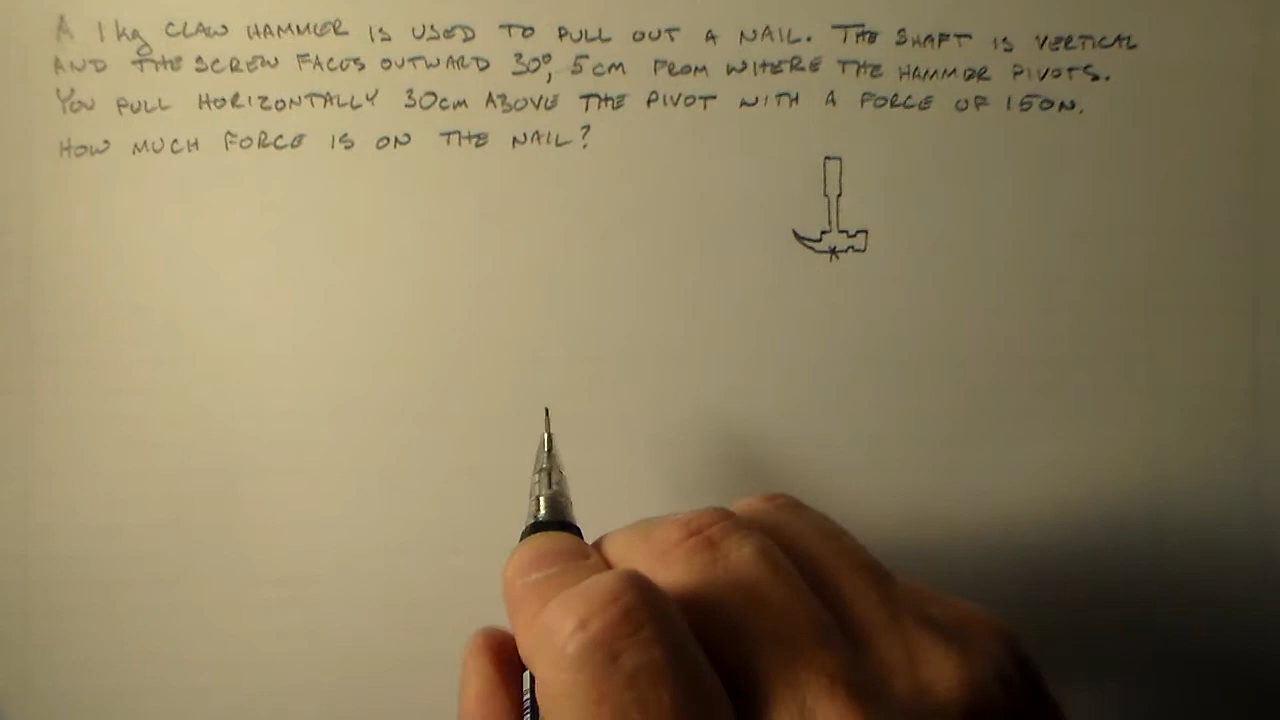 A 1kg CLAW HAMMER IS USED TO PULL OUT A NAIL. THE SHAFT IS VERTICAL
AND THE SCREW FACES OUTWARD 30°, 5cm FROM WHERE THE HAMMER PIVOTS.
YOU PULL HORIZONTALLY 30cm ABOVE THE PIVOT WITH A FORCE OF 150N.
HOW MUCH FORCE IS ON THE NAIL?